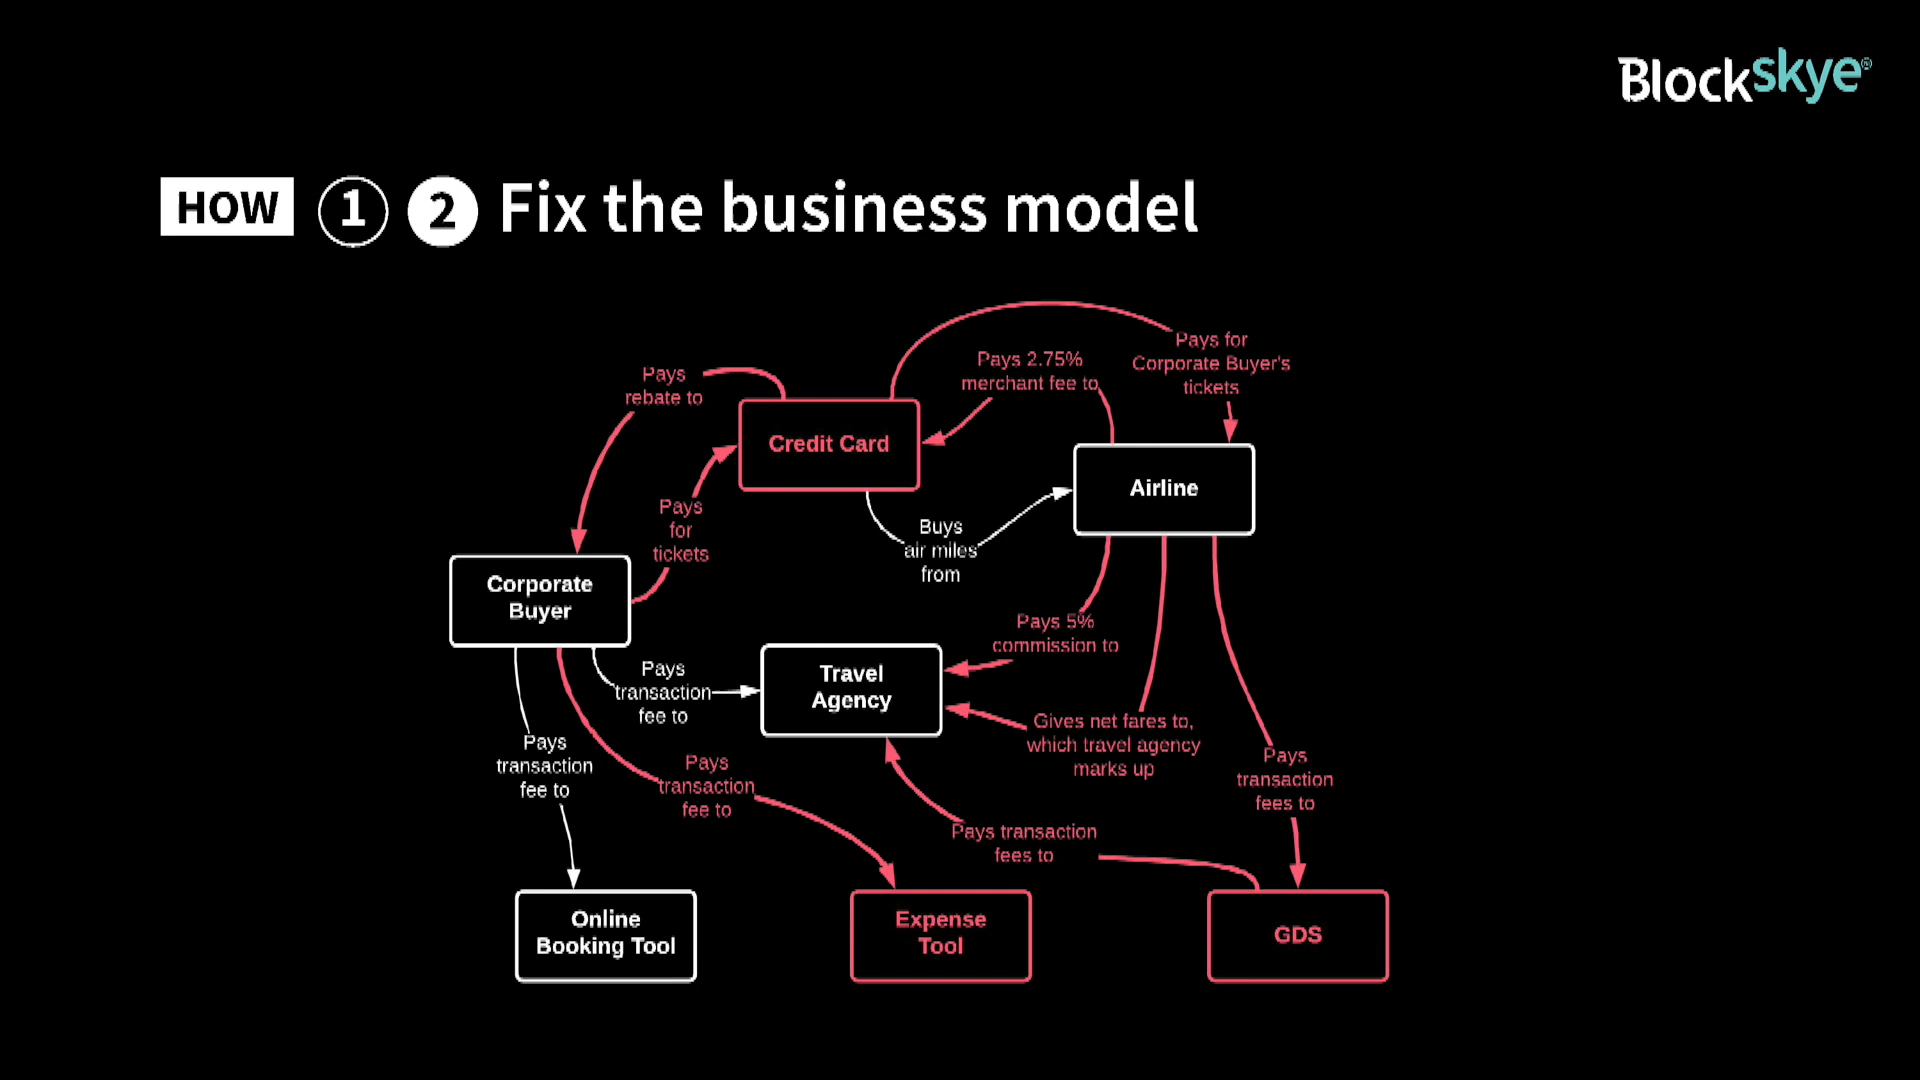 Blockskye®
HOW 1 2 Fix the business model
Pays for
Corporate Buyer's
tickets
Pays 2.75%
merchant fee to
Pays
rebate to
Credit Card
Airline
Pays
for
tickets
Buys
air miles
from
Corporate
Buyer
Pays 5%
commission to
Pays
transaction
fee to
Travel
Agency
Gives net fares to,
which travel agency
marks up
Pays
transaction
fee to
Pays
transaction
fee to
Pays
transaction
fees to
Pays transaction
fees to
Online
Booking Tool
Expense
Tool
GDS